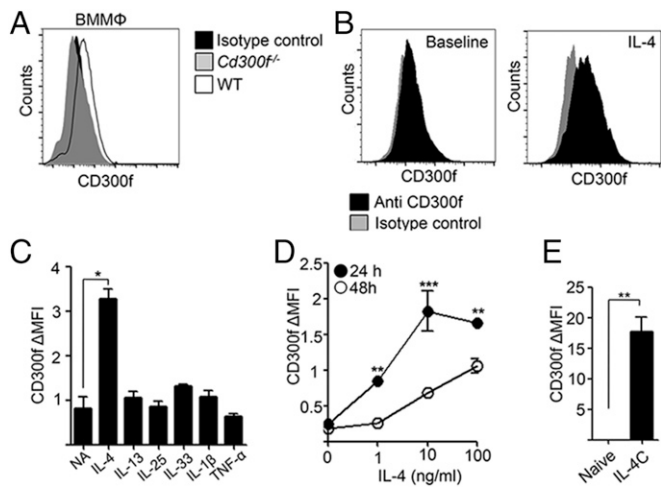 A
BMMΦ
Counts
CD300f
Isotype control
Cd300f-/-
WT
B
Baseline
Counts
CD300f
IL-4
Counts
CD300f
Anti CD300f
Isotype control
C
CD300f ΔMFI
4
3
2
1
*
NA
IL-4
IL-13
IL-25
IL-33
IL-1β
TNF-α
D
24 h
48h
CD300f ΔMFI
2.5
2
1.5
1
0.5
0
**
***
**
0
1
10
100
IL-4 (ng/ml)
E
CD300f ΔMFI
25
20
15
10
5
0
**
Naive
IL-4C